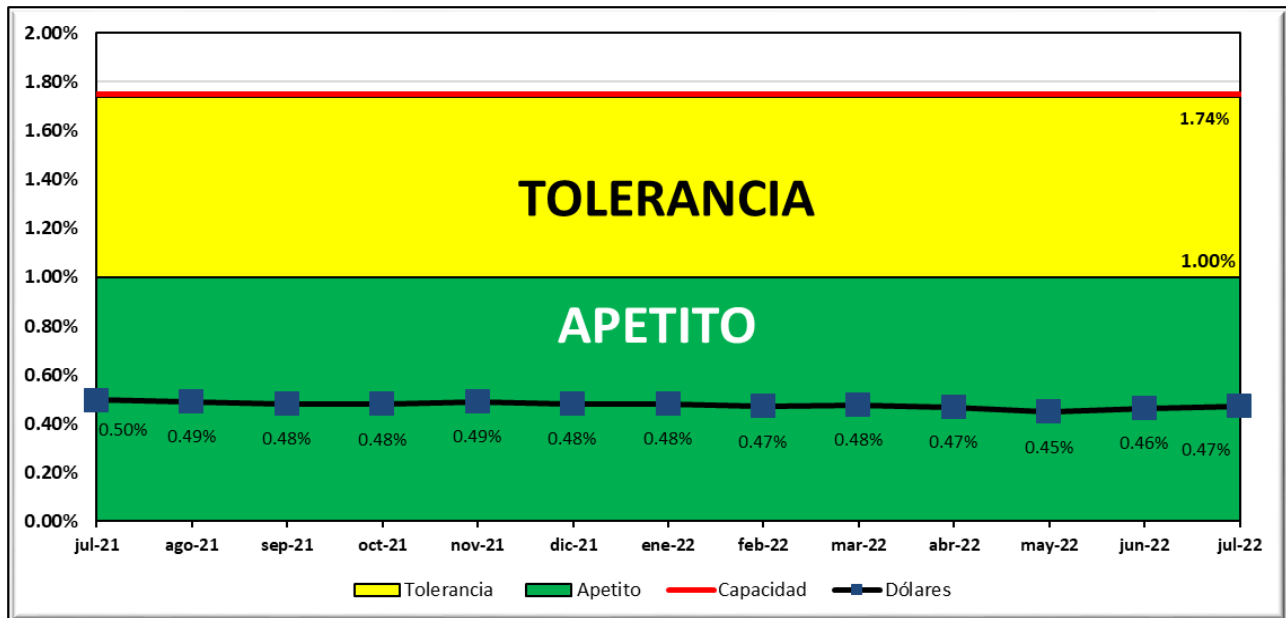 2.00%
1.80%
1.74%
1.60%
1.40%
TOLERANCIA
1.20%
1.00%
1.00%
APETITO
0.80%
0.60%
0.40%
0.50% 0.49% 0.48% 0.48% 0.49% 0.48% 0.48% 0.47% 0.48% 0.47% 0.45% 0.46% 0.47%
0.20%
0.00%
jul-21 ago-21 sep-21 oct-21 nov-21 dic-21 ene-22 feb-22 mar-22 abr-22 may-22 jun-22 jul-22
Tolerancia Apetito Capacidad Dólares